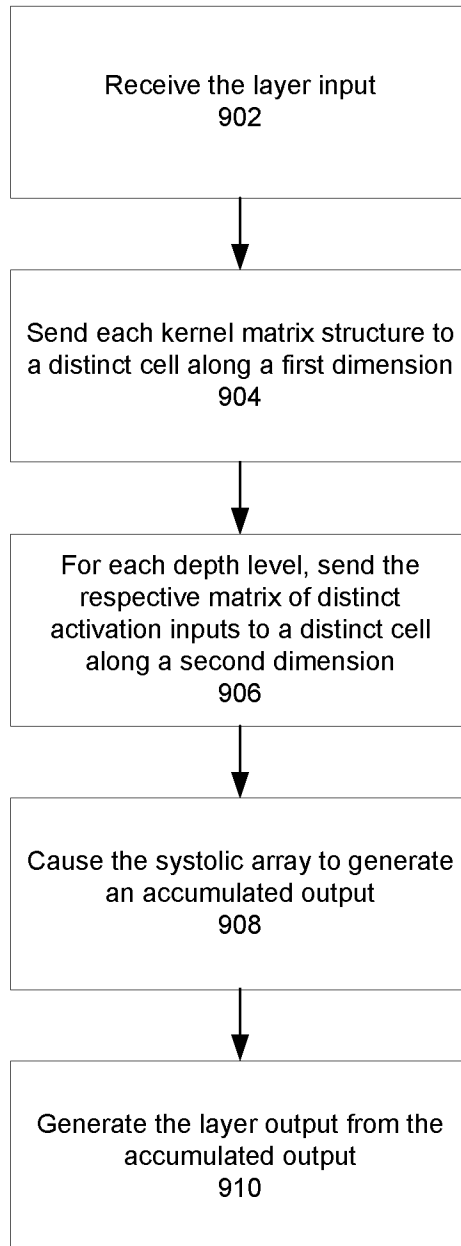 Receive the layer input
902
Send each kernel matrix structure to
a distinct cell along a first dimension
904
For each depth level, send the
respective matrix of distinct
activation inputs to a distinct cell
along a second dimension
906
Cause the systolic array to generate
an accumulated output
908
Generate the layer output from the
accumulated output
910